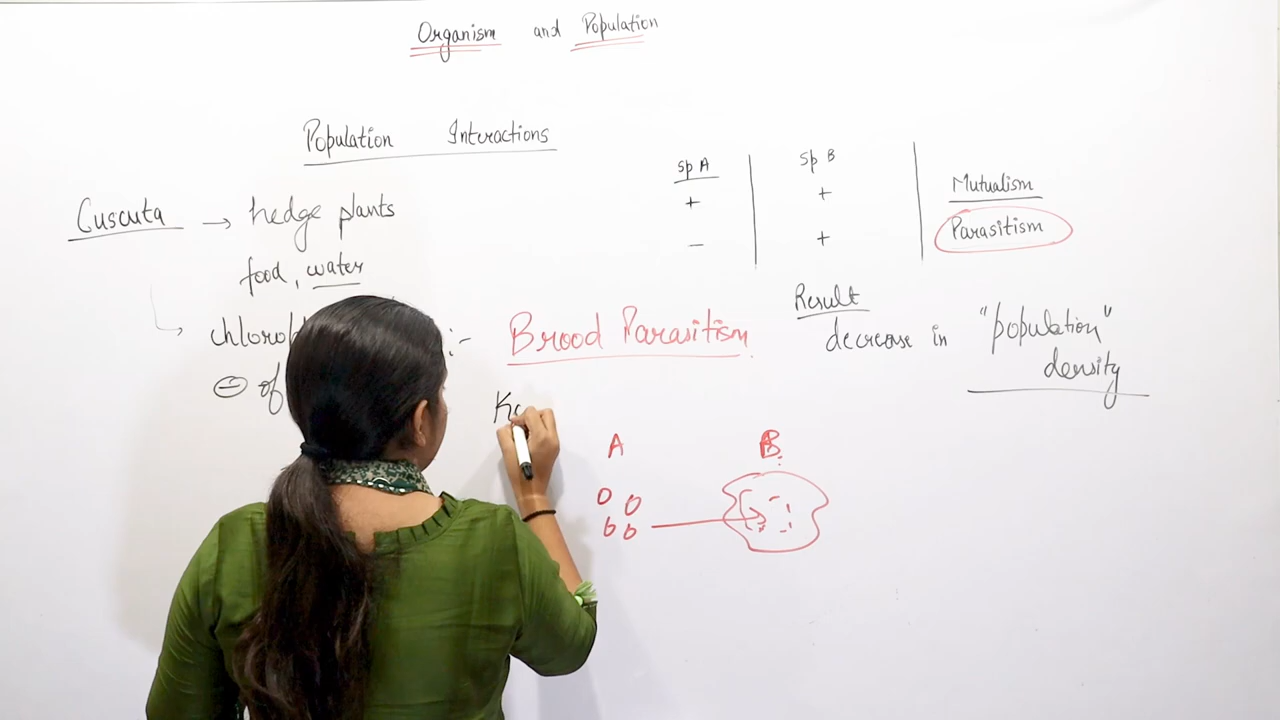 Organism and Population
Population Interactions
Cuscuta → hedge plants
food, water
⊖ of
:- Brood Parasitism
A B
sp A | sp B
+ | + | Mutualism
− | + | Parasitism
Result
decrease in "population"
density